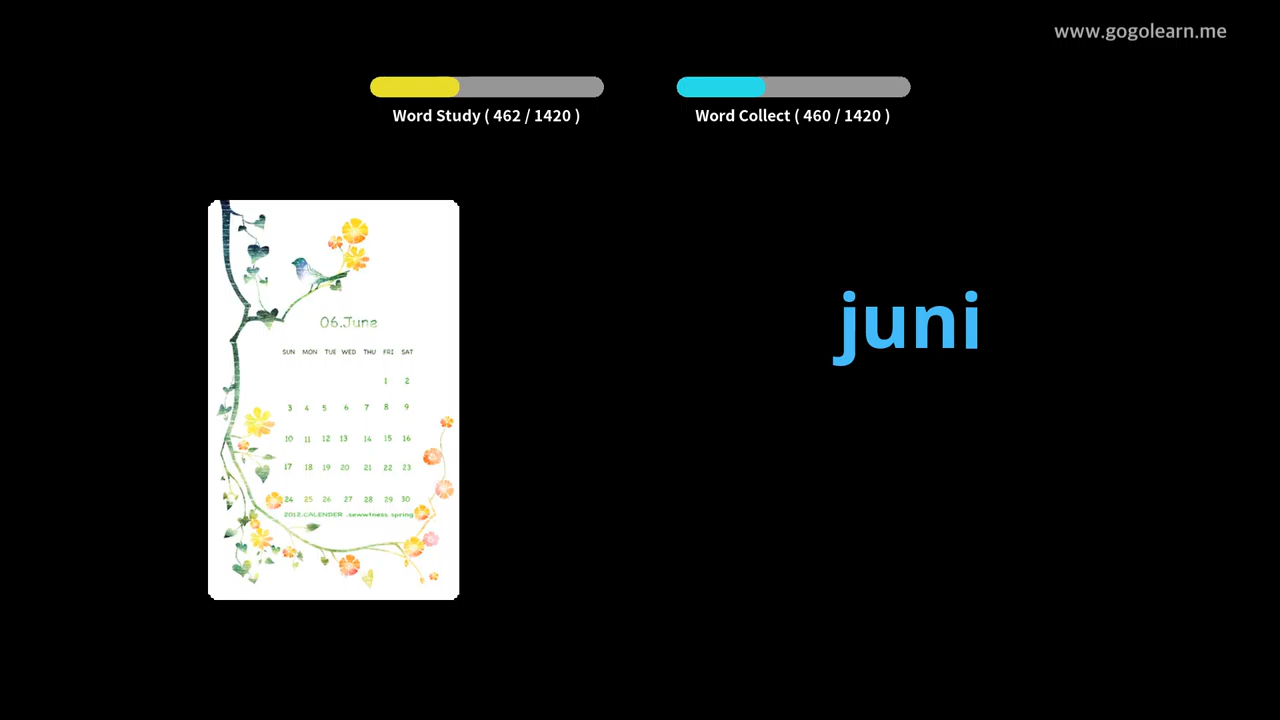 www.gogolearn.me
Word Study ( 462 / 1420 )
Word Collect ( 460 / 1420 )
06.June
SUN MON TUE WED THU FRI SAT
1 2
3 4 5 6 7 8 9
10 11 12 13 14 15 16
17 18 19 20 21 22 23
24 25 26 27 28 29 30
2012.CALENDER .sewwtness spring
juni